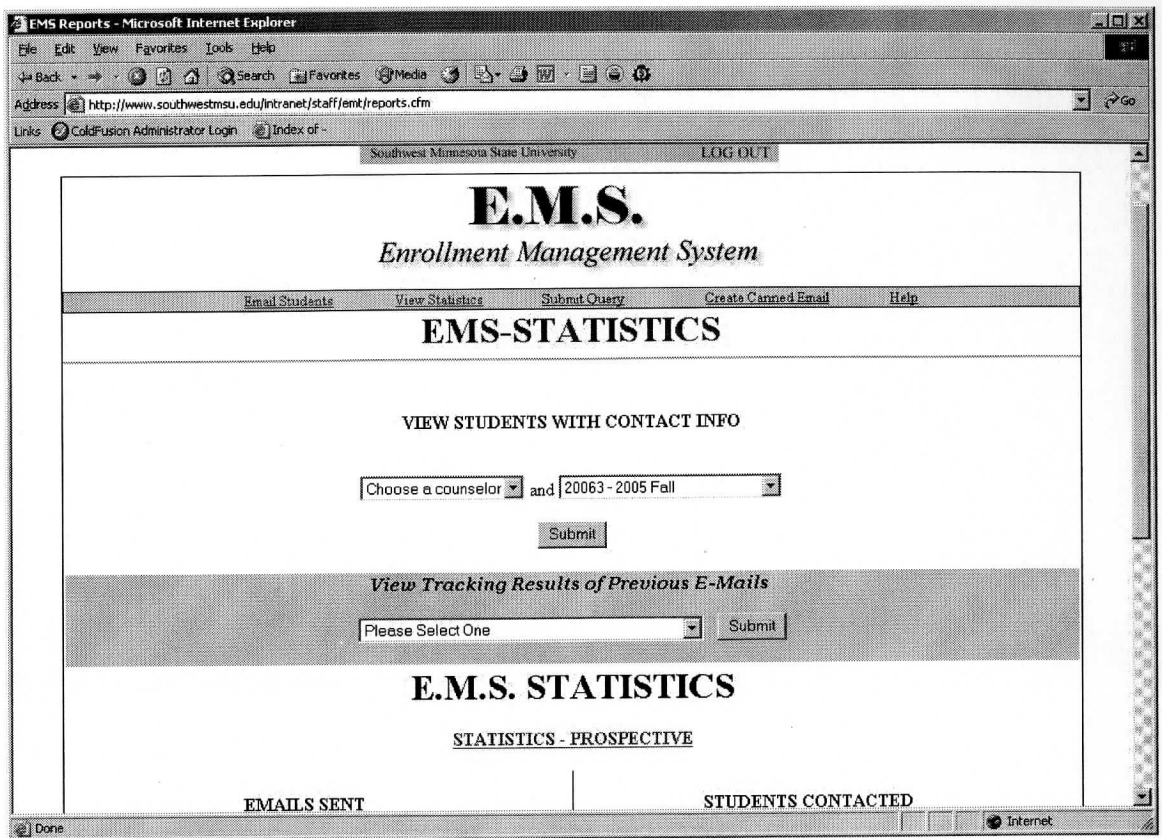 EMS Reports - Microsoft Internet Explorer
File Edit View Favorites Tools Help
Back Search Favorites Media
Address http://www.southwestmsu.edu/intranet/staff/emt/reports.cfm Go
Links ColdFusion Administrator Login Index of -
Southwest Minnesota State University LOG OUT
E.M.S.
Enrollment Management System
Email Students View Statistics Submit Query Create Canned Email Help
EMS-STATISTICS
VIEW STUDENTS WITH CONTACT INFO
Choose a counselor and 20063 - 2005 Fall
Submit
View Tracking Results of Previous E-Mails
Please Select One Submit
E.M.S. STATISTICS
STATISTICS - PROSPECTIVE
EMAILS SENT STUDENTS CONTACTED
Done Internet